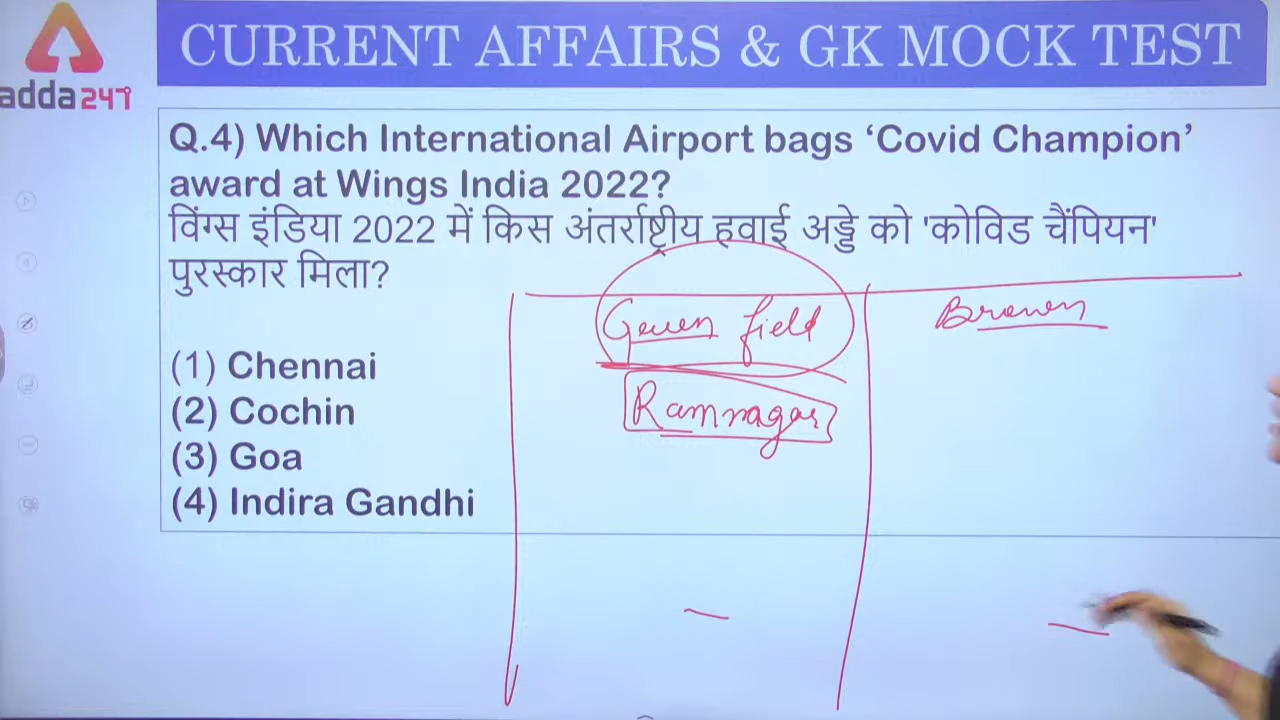 CURRENT AFFAIRS & GK MOCK TEST
adda247
Q.4) Which International Airport bags ‘Covid Champion’
award at Wings India 2022?
विंग्स इंडिया 2022 में किस अंतर्राष्ट्रीय हवाई अड्डे को 'कोविड चैंपियन'
पुरस्कार मिला?
(1) Chennai
(2) Cochin
(3) Goa
(4) Indira Gandhi
Green field
Brown
Ramnagar